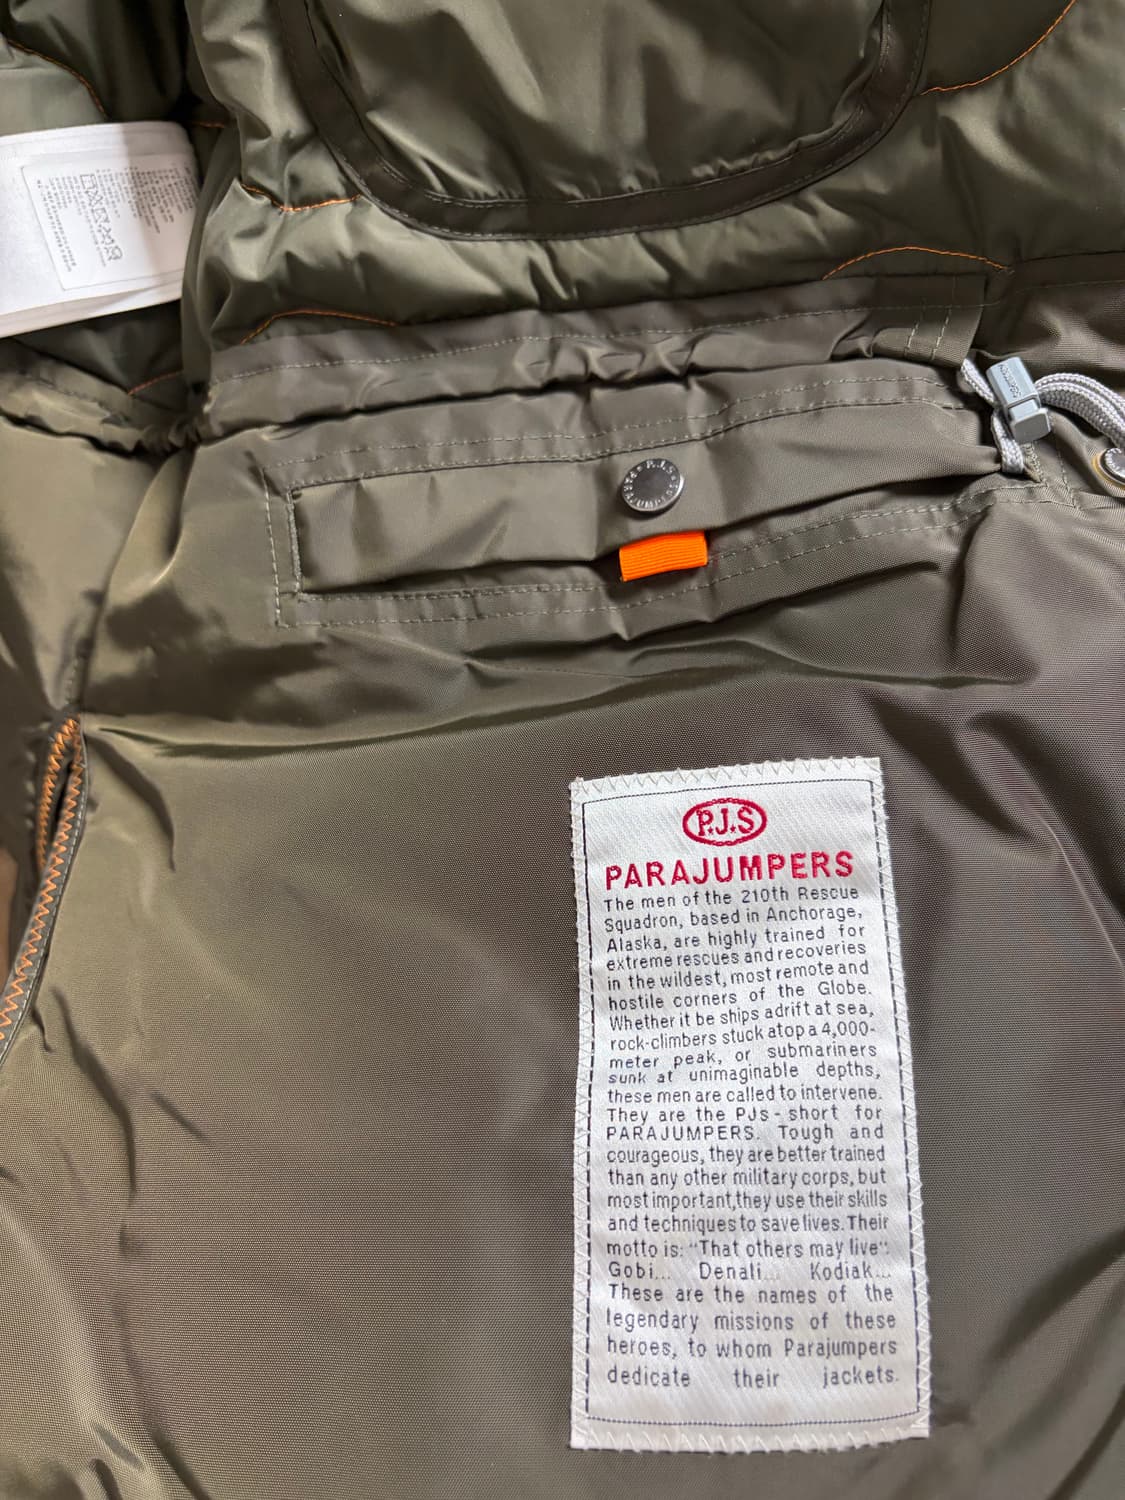 P.J.S
PARAJUMPERS
P.J.S
PARAJUMPERS
The men of the 210th Rescue
Squadron, based in Anchorage,
Alaska, are highly trained for
extreme rescues and recoveries
in the wildest, most remote and
hostile corners of the Globe.
Whether it be ships adrift at sea,
rock-climbers stuck atop a 4,000-
meter peak, or submariners
sunk at unimaginable depths,
these men are called to intervene.
They are the PJs - short for
PARAJUMPERS. Tough and
courageous, they are better trained
than any other military corps, but
most important,they use their skills
and techniques to save lives. Their
motto is: "That others may live".
Gobi... Denali... Kodiak...
These are the names of the
legendary missions of these
heroes, to whom Parajumpers
dedicate their jackets.